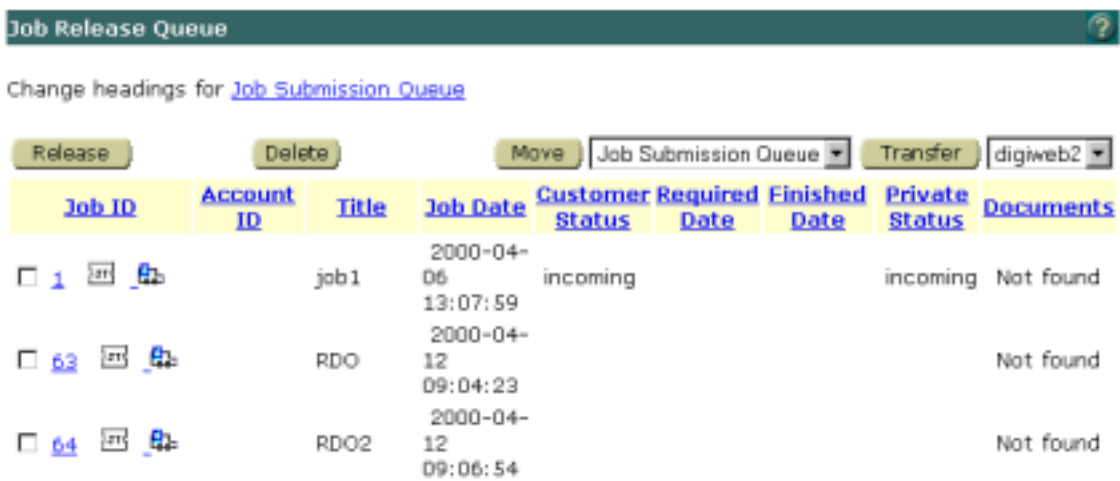 Job Release Queue ?
Change headings for Job Submission Queue
Release Delete Move Job Submission Queue Transfer digiweb2
Job ID Account ID Title Job Date Customer Status Required Date Finished Date Private Status Documents
1 job1 2000-04-06 13:07:59 incoming incoming Not found
63 RDO 2000-04-12 09:04:23 Not found
64 RDO2 2000-04-12 09:06:54 Not found